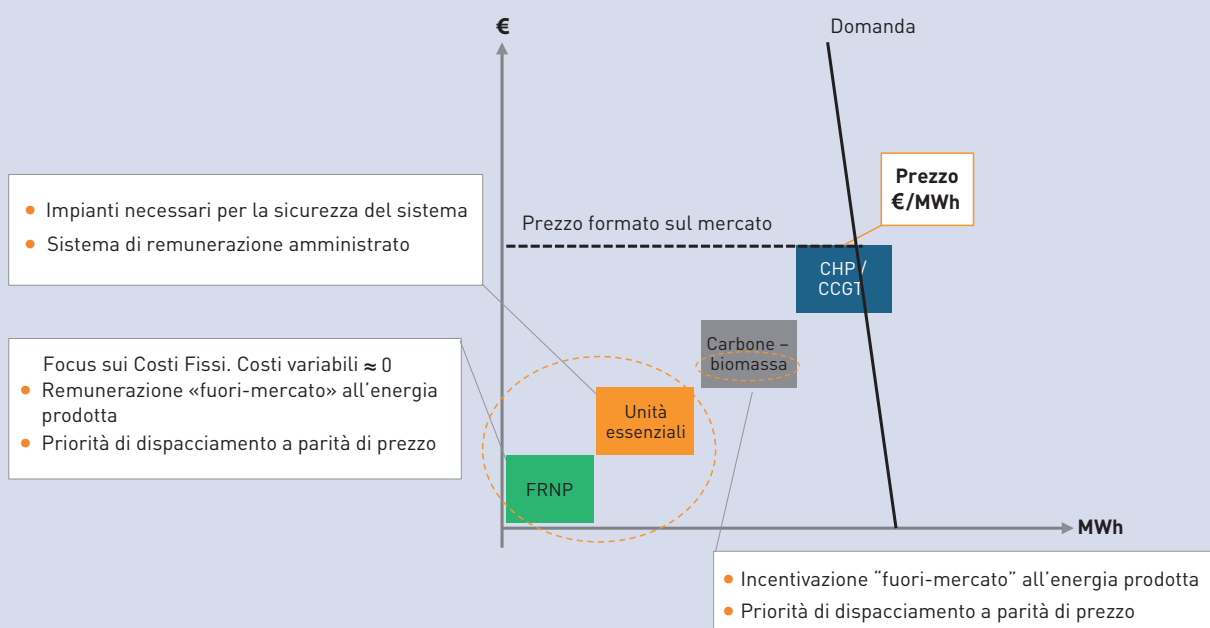 €
Domanda
Prezzo
€/MWh
• Impianti necessari per la sicurezza del sistema
• Sistema di remunerazione amministrato
Prezzo formato sul mercato
CHP /
CCGT
Focus sui Costi Fissi. Costi variabili ≈ 0
• Remunerazione «fuori-mercato» all'energia
prodotta
• Priorità di dispacciamento a parità di prezzo
Carbone –
biomassa
Unità
essenziali
FRNP
MWh
• Incentivazione “fuori-mercato” all'energia prodotta
• Priorità di dispacciamento a parità di prezzo